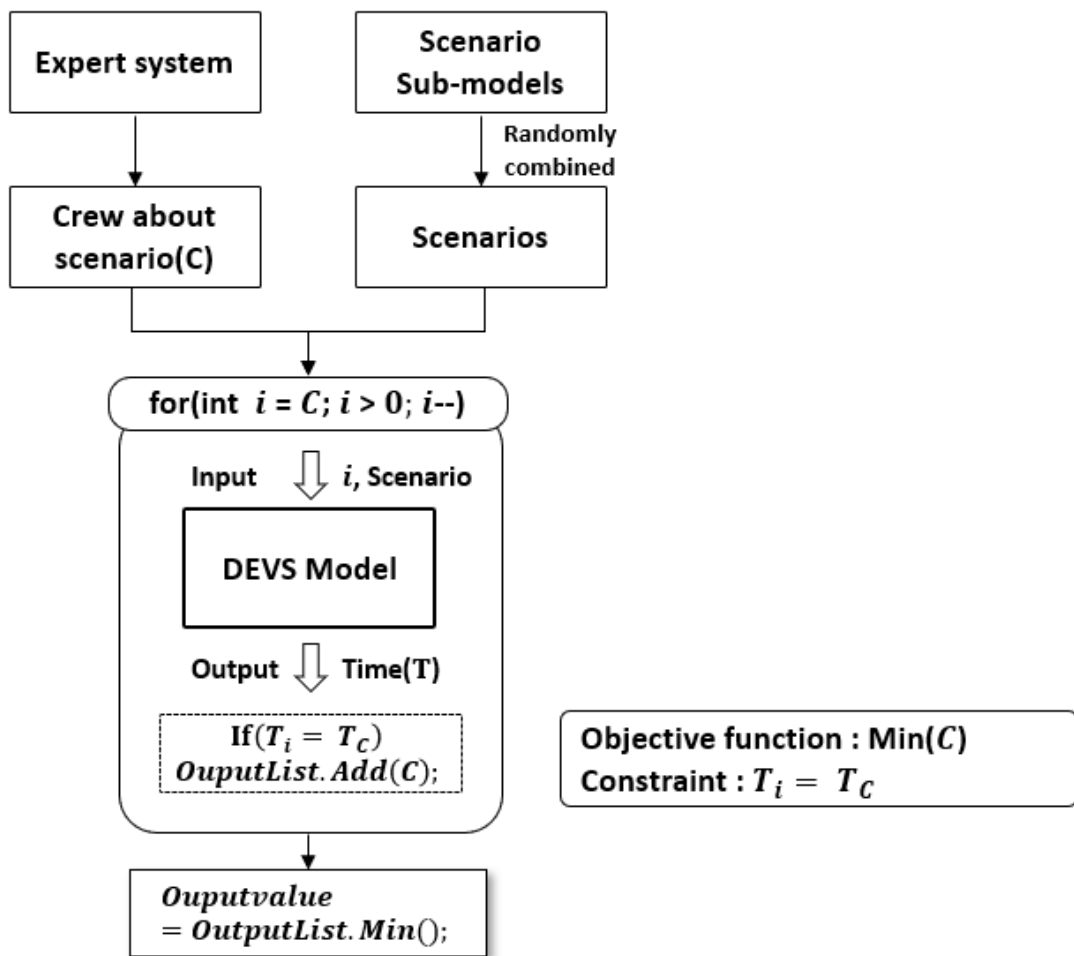 Expert system
Scenario
Sub-models
Randomly
combined
Crew about
scenario(C)
Scenarios
for(int i = C; i > 0; i--)
Input i, Scenario
DEVS Model
Output Time(T)
If(T_i = T_C)
OuputList.Add(C);
Objective function : Min(C)
Constraint : T_i = T_C
Ouputvalue
= OutputList.Min();